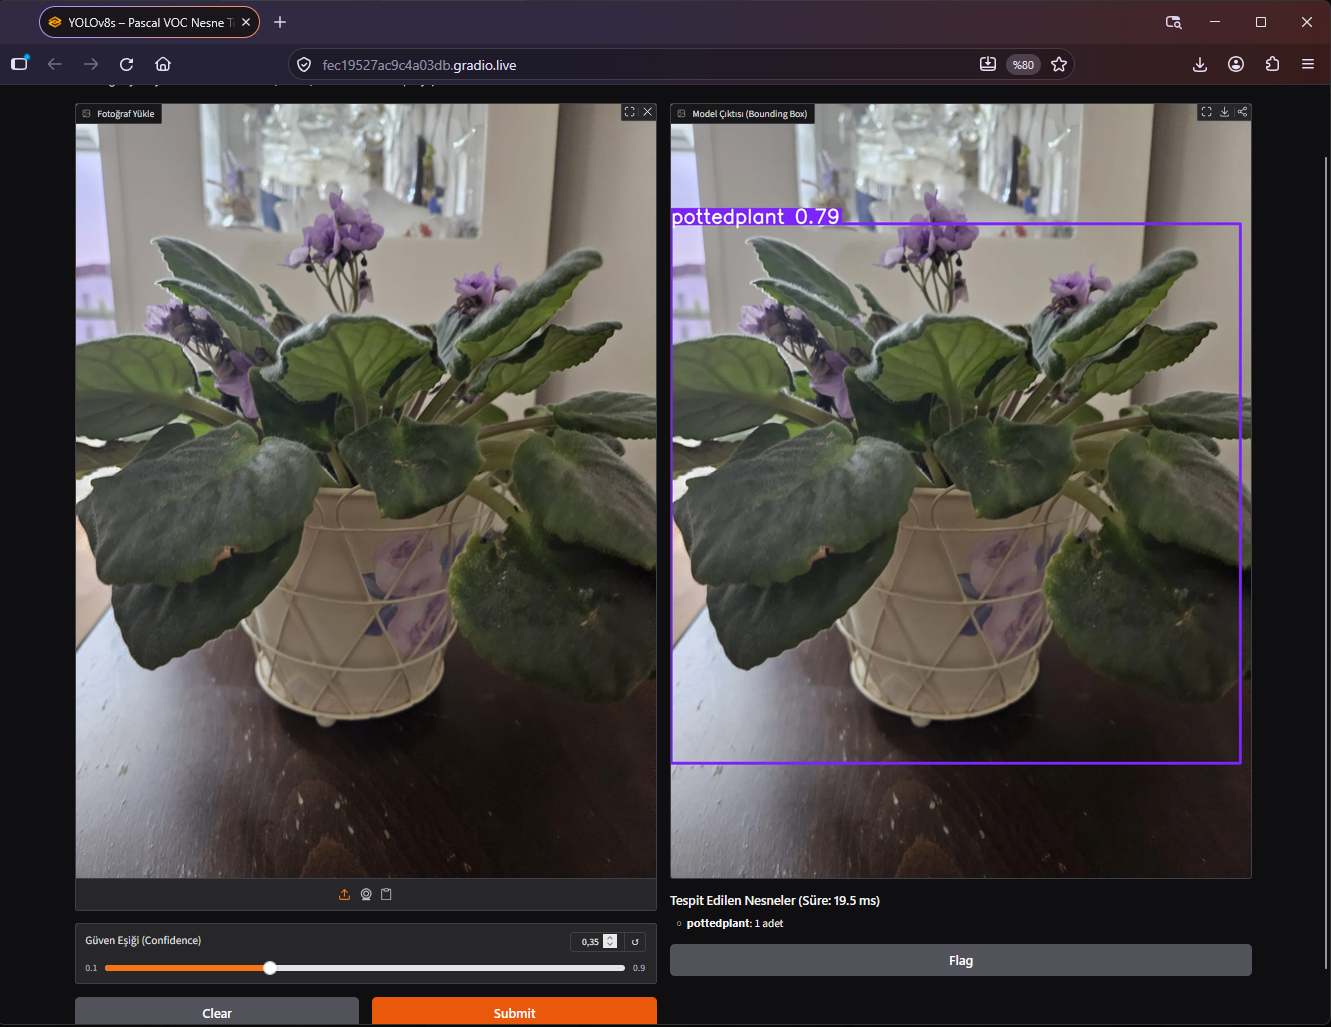 YOLOv8s – Pascal VOC Nesne T
fec19527ac9c4a03db.gradio.live
%80
Fotoğraf Yükle
Model Çıktısı (Bounding Box)
pottedplant 0.79
Tespit Edilen Nesneler (Süre: 19.5 ms)
pottedplant: 1 adet
Güven Eşiği (Confidence)
0,35
0.1
0.9
Flag
Clear
Submit